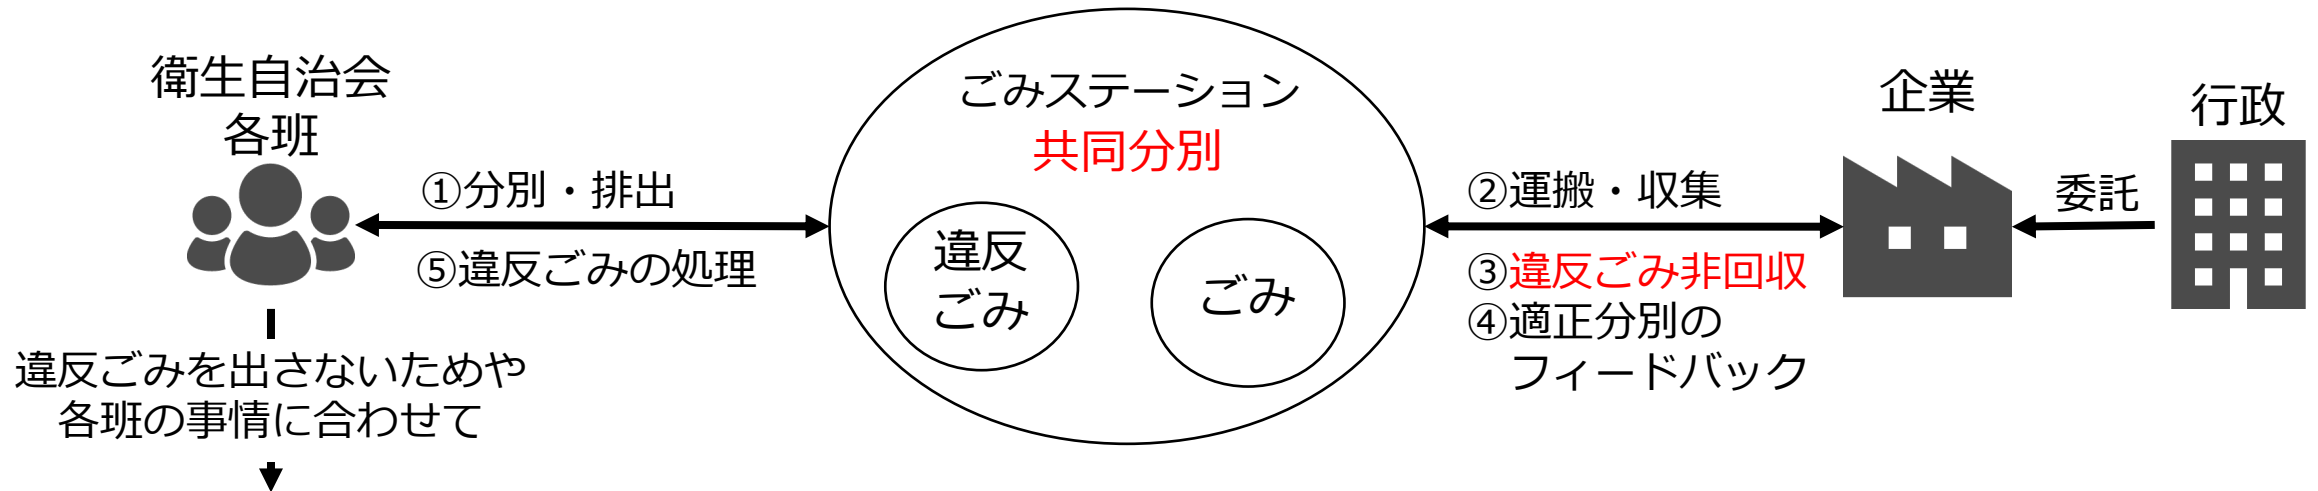 衛生自治会
各班
①分別・排出
⑤違反ごみの処理
違反ごみを出さないためや
各班の事情に合わせて
ごみステーション
共同分別
違反
ごみ
ごみ
②運搬・収集
③違反ごみ非回収
④適正分別の
フィードバック
企業
委託
行政